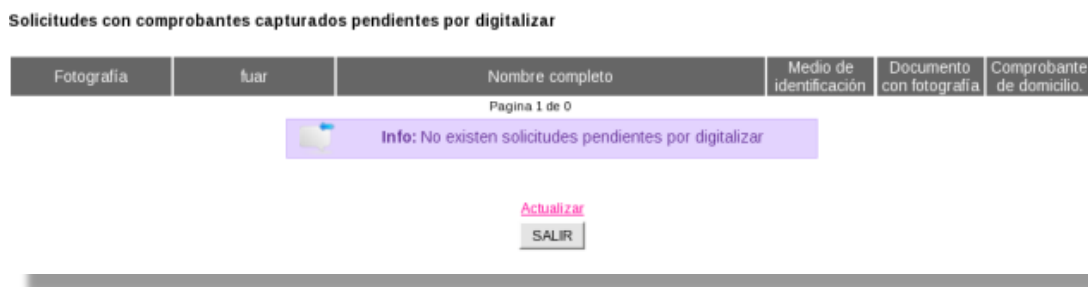 Solicitudes con comprobantes capturados pendientes por digitalizar
Fotografía fuar Nombre completo Medio de identificación Documento con fotografía Comprobante de domicilio.
Pagina 1 de 0
Info: No existen solicitudes pendientes por digitalizar
Actualizar
SALIR